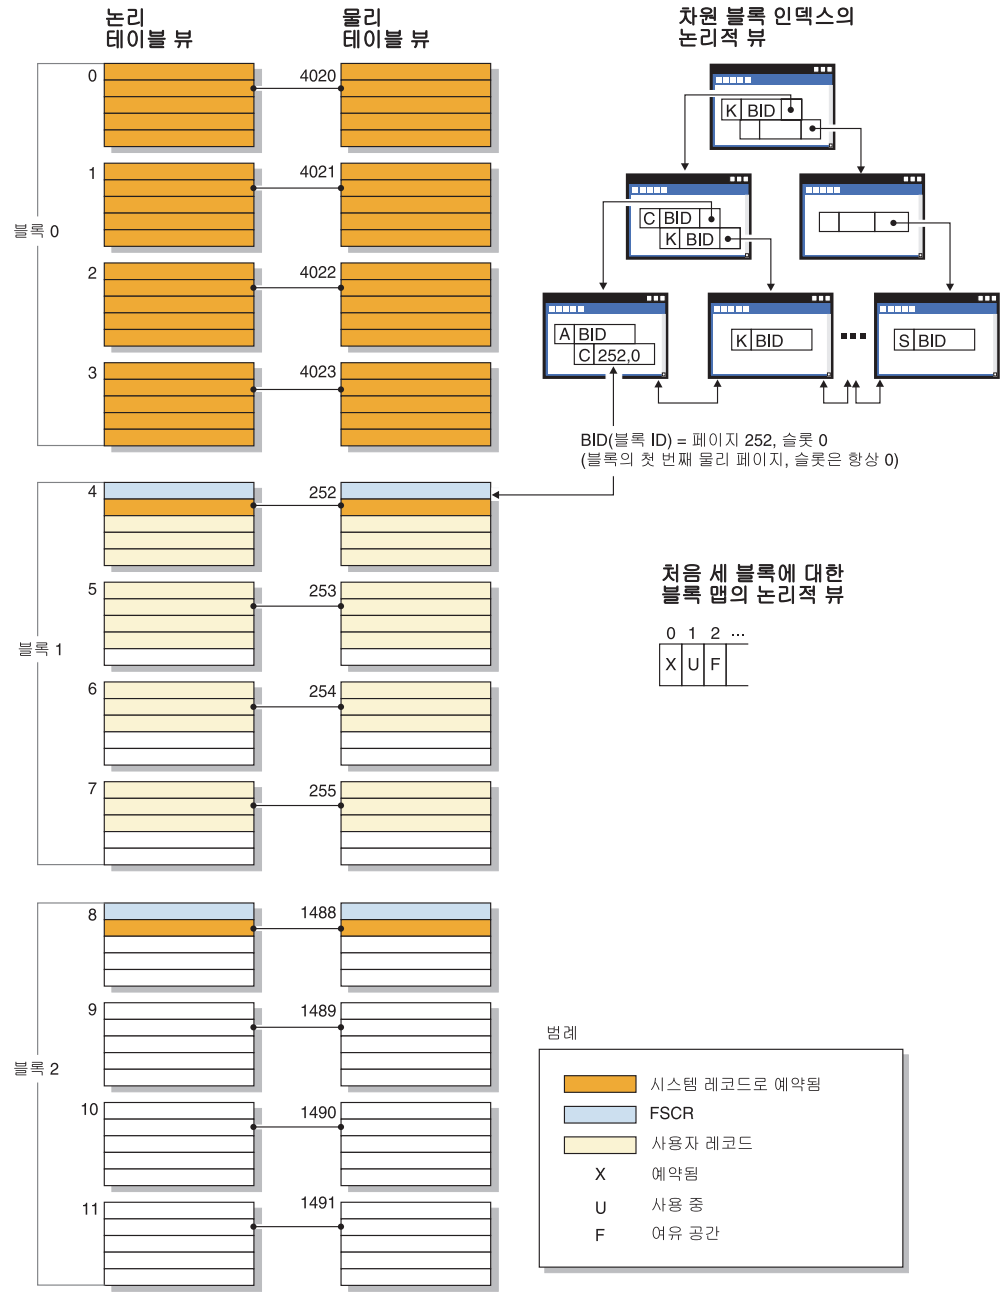 논리
테이블 뷰
물리
테이블 뷰
차원 블록 인덱스의
논리적 뷰
블록 0
0 4020
1 4021
2 4022
3 4023
블록 1
4 252
5 253
6 254
7 255
블록 2
8 1488
9 1489
10 1490
11 1491
K BID
C BID
K BID
A BID
C 252,0
K BID
S BID
BID(블록 ID) = 페이지 252, 슬롯 0
(블록의 첫 번째 물리 페이지, 슬롯은 항상 0)
처음 세 블록에 대한
블록 맵의 논리적 뷰
0 1 2 ...
X U F
범례
시스템 레코드로 예약됨
FSCR
사용자 레코드
X 예약됨
U 사용 중
F 여유 공간